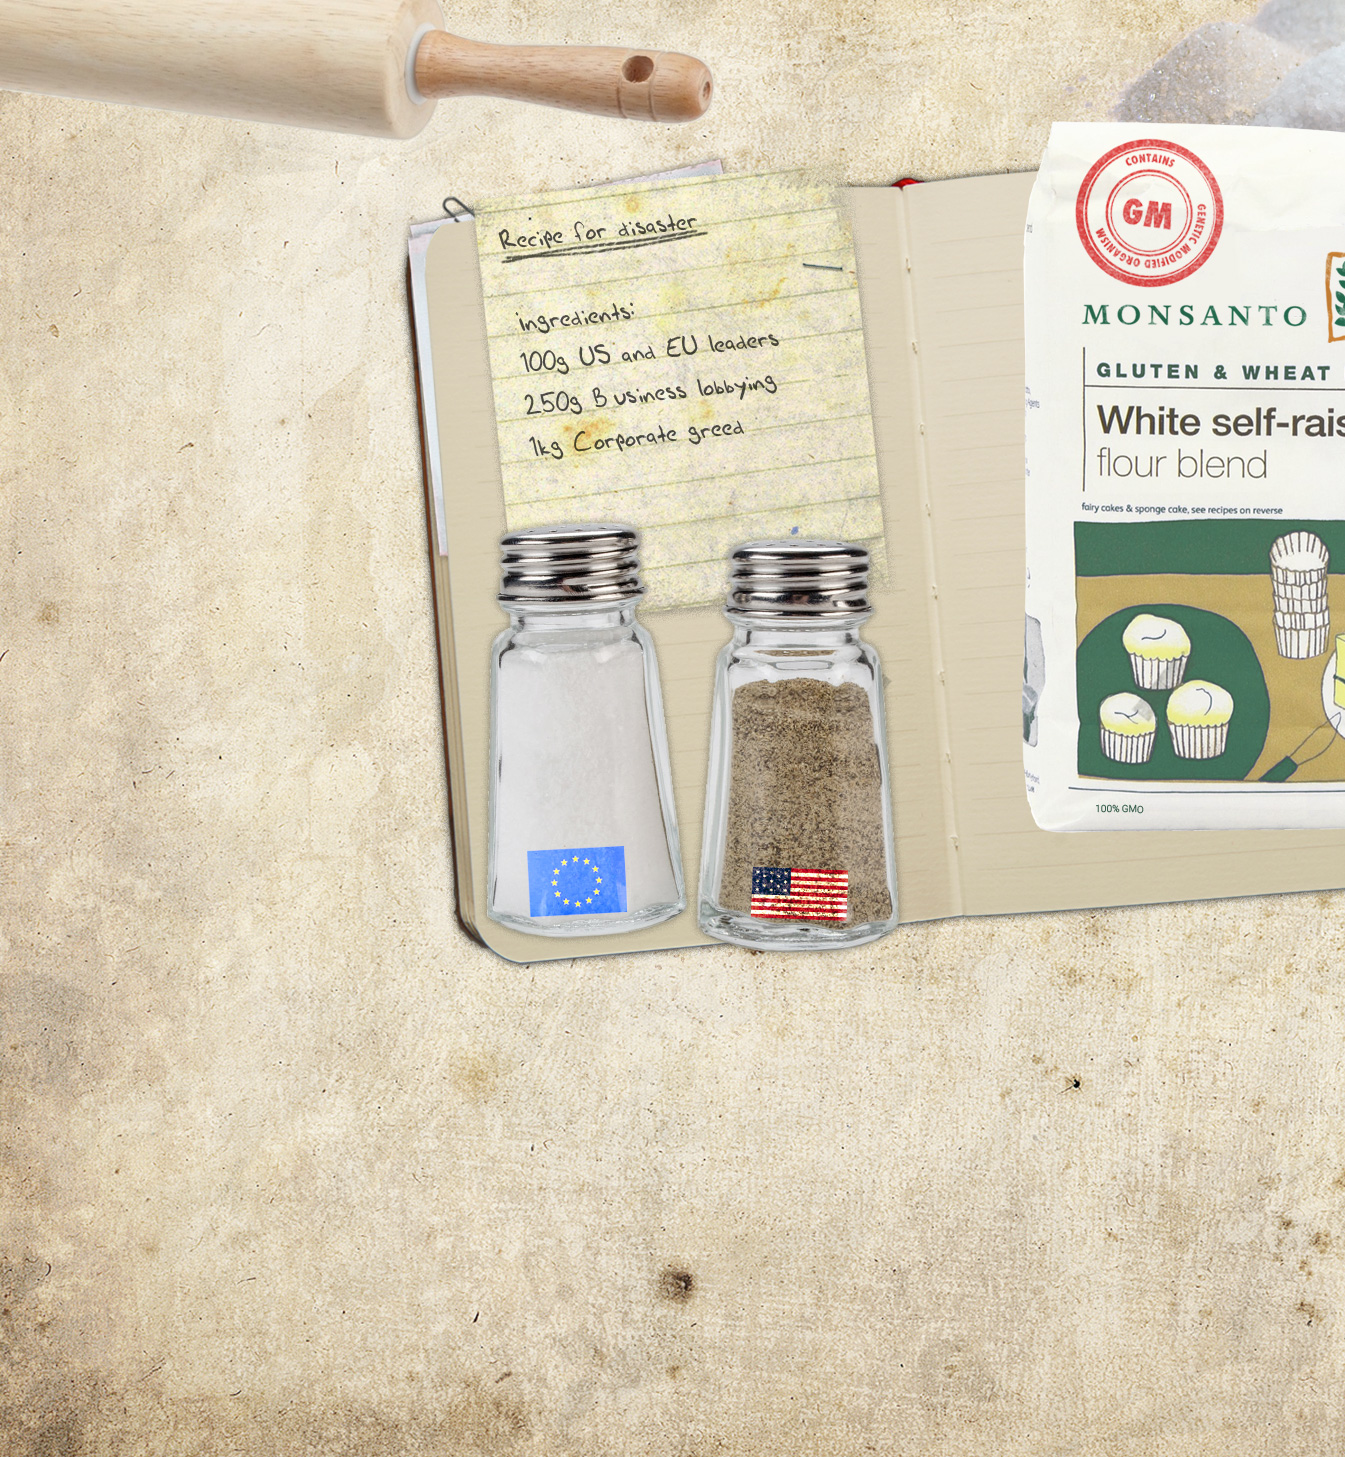 Recipe for disaster
ingredients:
100g US and EU leaders
250g Business lobbying
1kg Corporate greed
CONTAINS
GM
GENETIC MODIFIED ORGANISM
MONSANTO
GLUTEN & WHEAT
White self-rais
flour blend
fairy cakes & sponge cake, see recipes on reverse
100% GMO